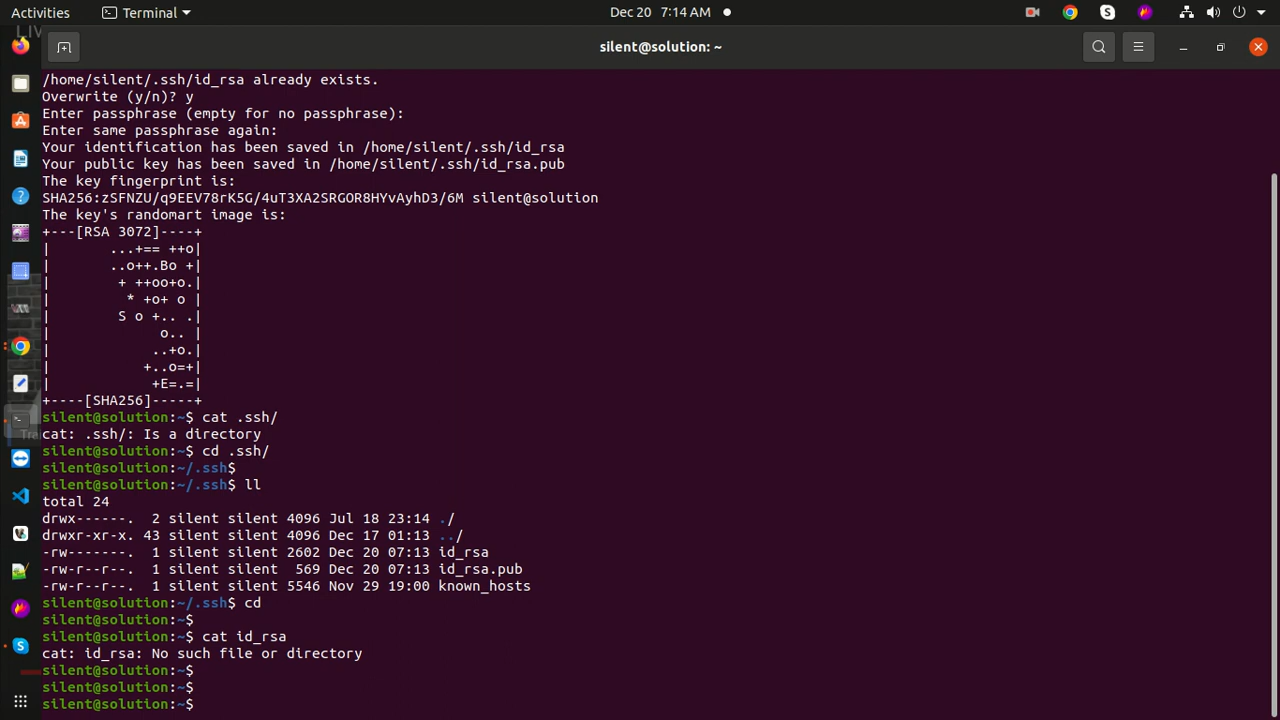 Activities
Terminal
Dec 20 7:14 AM
silent@solution: ~
/home/silent/.ssh/id_rsa already exists.
Overwrite (y/n)? y
Enter passphrase (empty for no passphrase):
Enter same passphrase again:
Your identification has been saved in /home/silent/.ssh/id_rsa
Your public key has been saved in /home/silent/.ssh/id_rsa.pub
The key fingerprint is:
SHA256:zSFNZU/q9EEV78rK5G/4uT3XA2SRGOR8HYvAyhD3/6M silent@solution
The key's randomart image is:
+---[RSA 3072]----+
|       ...+== ++o|
|       ..o++.Bo +|
|        + ++oo+o.|
|         * +o+ o |
|        S o +.. .|
|             o.. |
|            ..+o.|
|           +..o=+|
|            +E=.=|
+----[SHA256]-----+
silent@solution:~$ cat .ssh/
cat: .ssh/: Is a directory
silent@solution:~$ cd .ssh/
silent@solution:~/.ssh$
silent@solution:~/.ssh$ ll
total 24
drwx------.  2 silent silent 4096 Jul 18 23:14 ./
drwxr-xr-x. 43 silent silent 4096 Dec 17 01:13 ../
-rw-------.  1 silent silent 2602 Dec 20 07:13 id_rsa
-rw-r--r--.  1 silent silent  569 Dec 20 07:13 id_rsa.pub
-rw-r--r--.  1 silent silent 5546 Nov 29 19:00 known_hosts
silent@solution:~/.ssh$ cd
silent@solution:~$
silent@solution:~$ cat id_rsa
cat: id_rsa: No such file or directory
silent@solution:~$
silent@solution:~$
silent@solution:~$